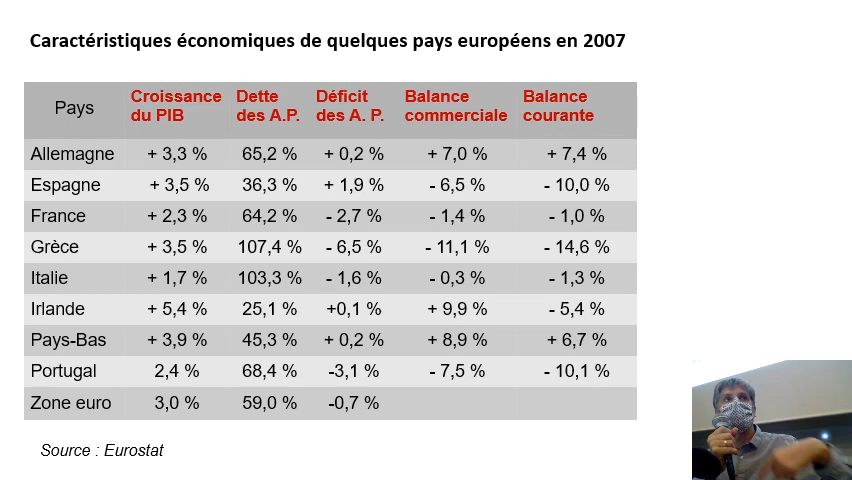 Caractéristiques économiques de quelques pays européens en 2007
Pays Croissance du PIB Dette des A.P. Déficit des A. P. Balance commerciale Balance courante
Allemagne + 3,3 % 65,2 % + 0,2 % + 7,0 % + 7,4 %
Espagne + 3,5 % 36,3 % + 1,9 % - 6,5 % - 10,0 %
France + 2,3 % 64,2 % - 2,7 % - 1,4 % - 1,0 %
Grèce + 3,5 % 107,4 % - 6,5 % - 11,1 % - 14,6 %
Italie + 1,7 % 103,3 % - 1,6 % - 0,3 % - 1,3 %
Irlande + 5,4 % 25,1 % +0,1 % + 9,9 % - 5,4 %
Pays-Bas + 3,9 % 45,3 % + 0,2 % + 8,9 % + 6,7 %
Portugal 2,4 % 68,4 % -3,1 % - 7,5 % - 10,1 %
Zone euro 3,0 % 59,0 % -0,7 %
Source : Eurostat